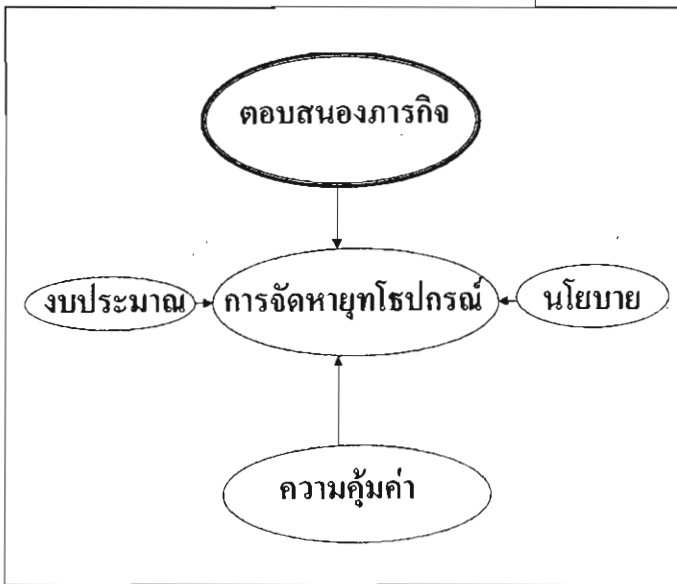 ตอบสนองภารกิจ
งบประมาณ
การจัดหายุทโธปกรณ์
นโยบาย
ความคุ้มค่า